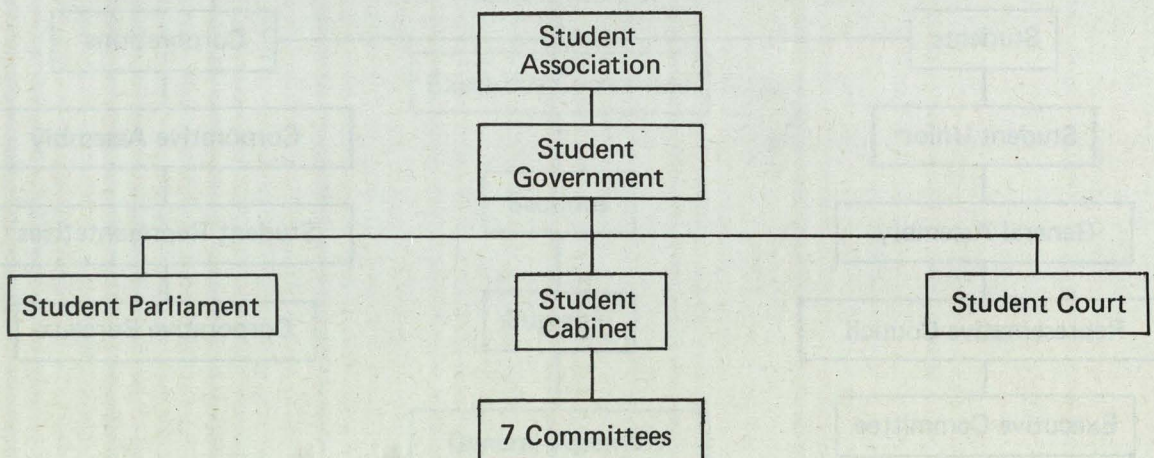 Student
Association
Student
Government
Student Parliament
Student
Cabinet
Student Court
7 Committees